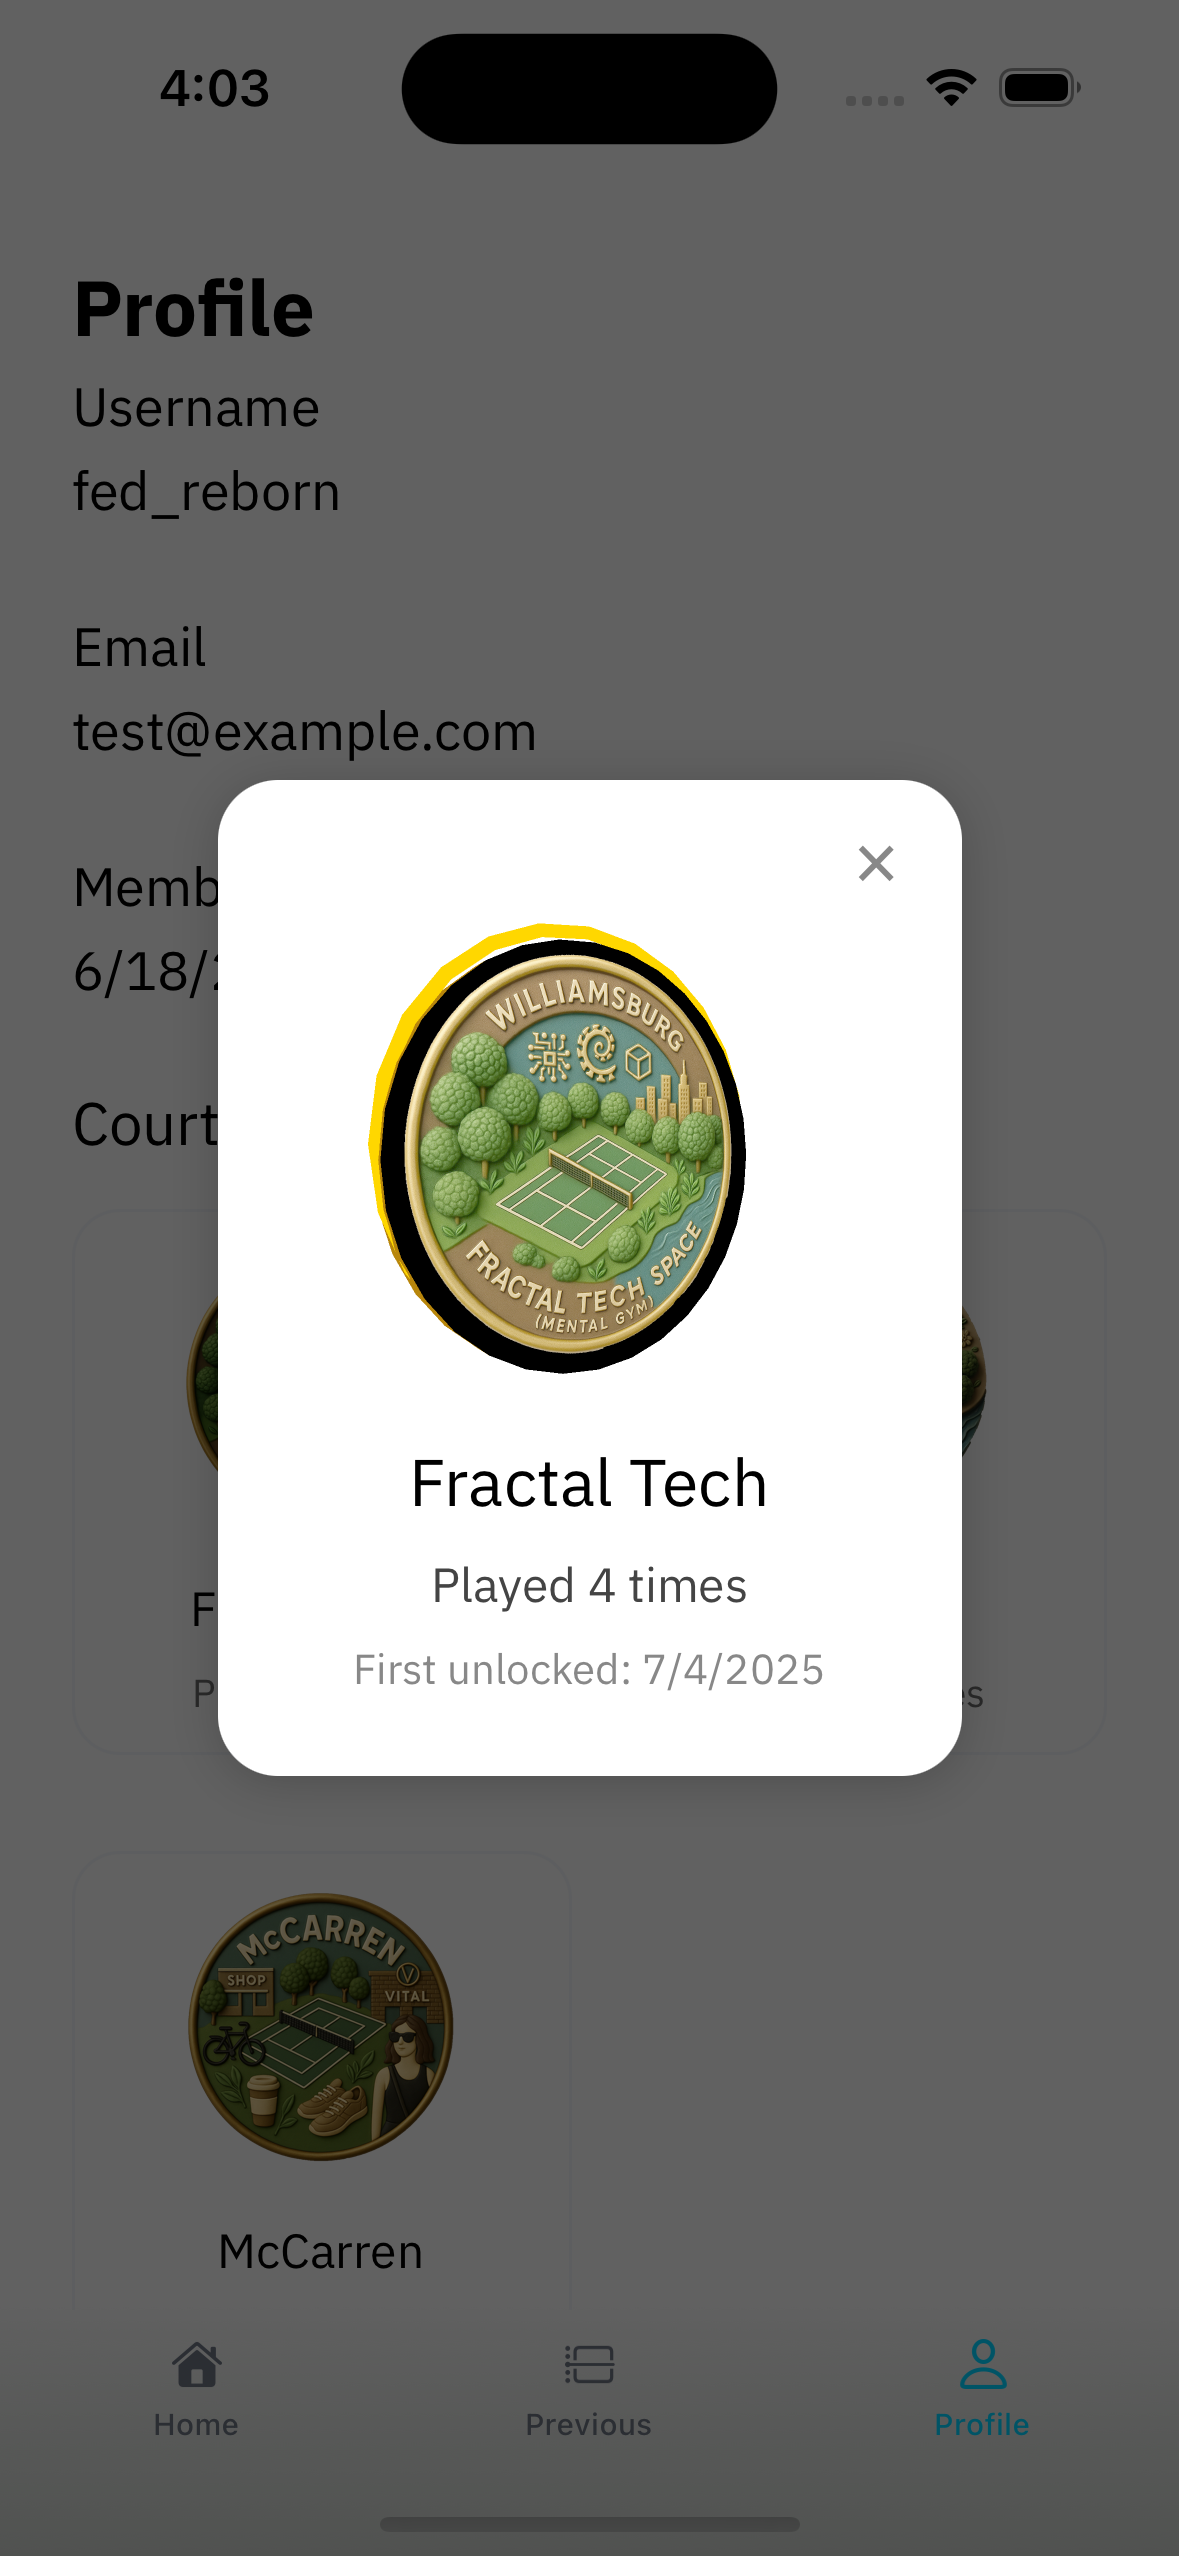 4:03
Profile
Username
fed_reborn
Email
test@example.com
Memb
6/18/
Court
WILLIAMSBURG
FRACTAL TECH SPACE
(MENTAL GYM)
Fractal Tech
Played 4 times
First unlocked: 7/4/2025
F
P
es
McCARREN
SHOP
V
VITAL
McCarren
Home
Previous
Profile